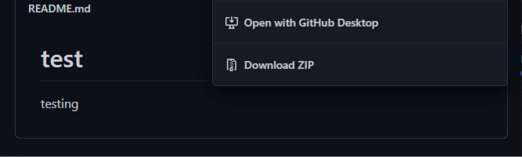 README.md
Open with GitHub Desktop
test
Download ZIP
testing